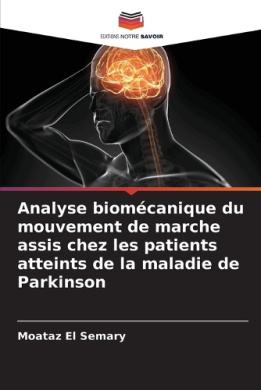 EDITIONS NOTRE SAVOIR
Analyse biomécanique du
mouvement de marche
assis chez les patients
atteints de la maladie de
Parkinson
Moataz El Semary